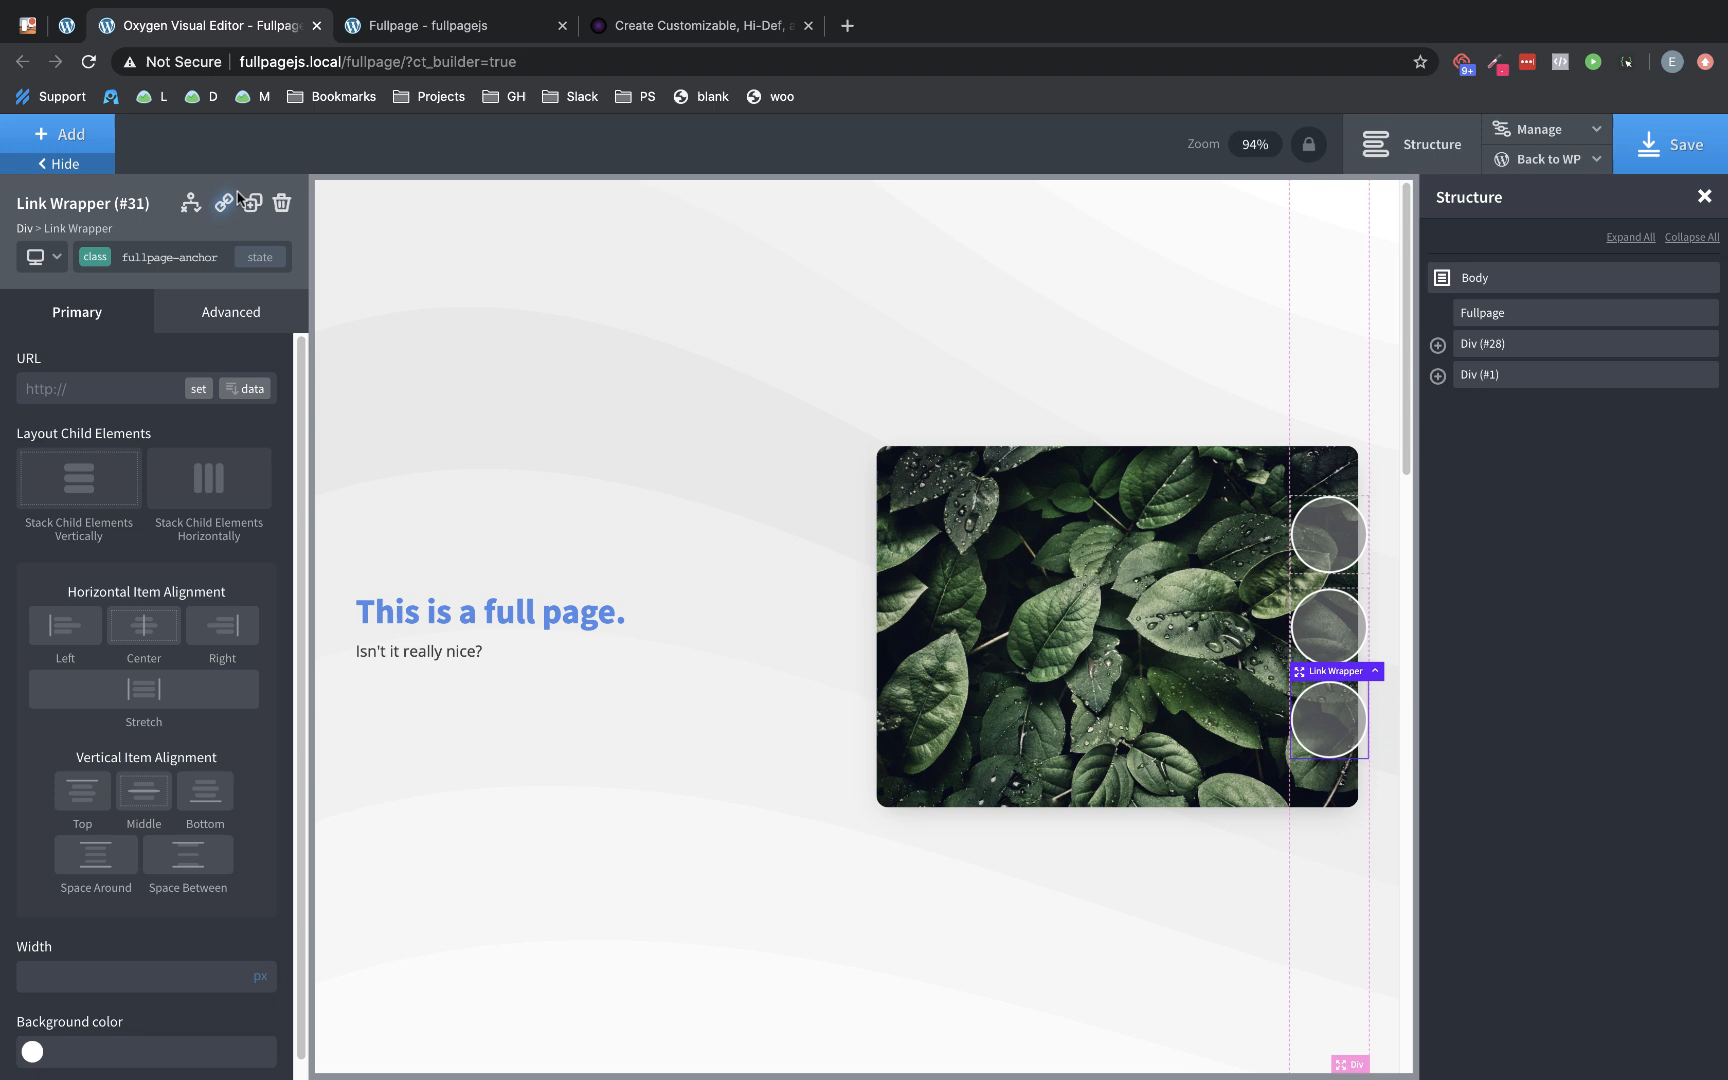 Oxygen Visual Editor - Fullpage
Fullpage - fullpagejs
Create Customizable, Hi-Def, a
Not Secure
fullpagejs.local/fullpage/?ct_builder=true
9+
E
Support
L
D
M
Bookmarks
Projects
GH
Slack
PS
blank
woo
+ Add
Hide
Zoom
94%
Structure
Manage
Back to WP
Save
Link Wrapper (#31)
Div > Link Wrapper
class
fullpage-anchor
state
Primary
Advanced
URL
http://
set
data
Layout Child Elements
Stack Child Elements
Vertically
Stack Child Elements
Horizontally
Horizontal Item Alignment
Left
Center
Right
Stretch
Vertical Item Alignment
Top
Middle
Bottom
Space Around
Space Between
Width
px
Background color
This is a full page.
Isn't it really nice?
Link Wrapper
Div
Structure
Expand All
Collapse All
Body
Fullpage
Div (#28)
Div (#1)